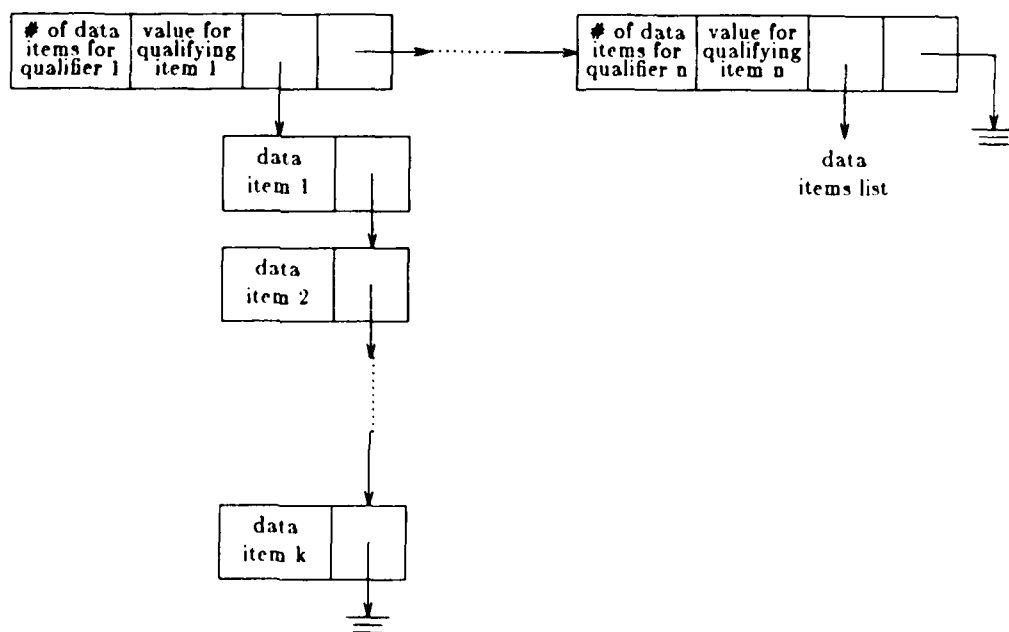 # of data
items for
qualifier 1
value for
qualifying
item 1
# of data
items for
qualifier n
value for
qualifying
item n
data
item 1
data
items list
data
item 2
data
item k